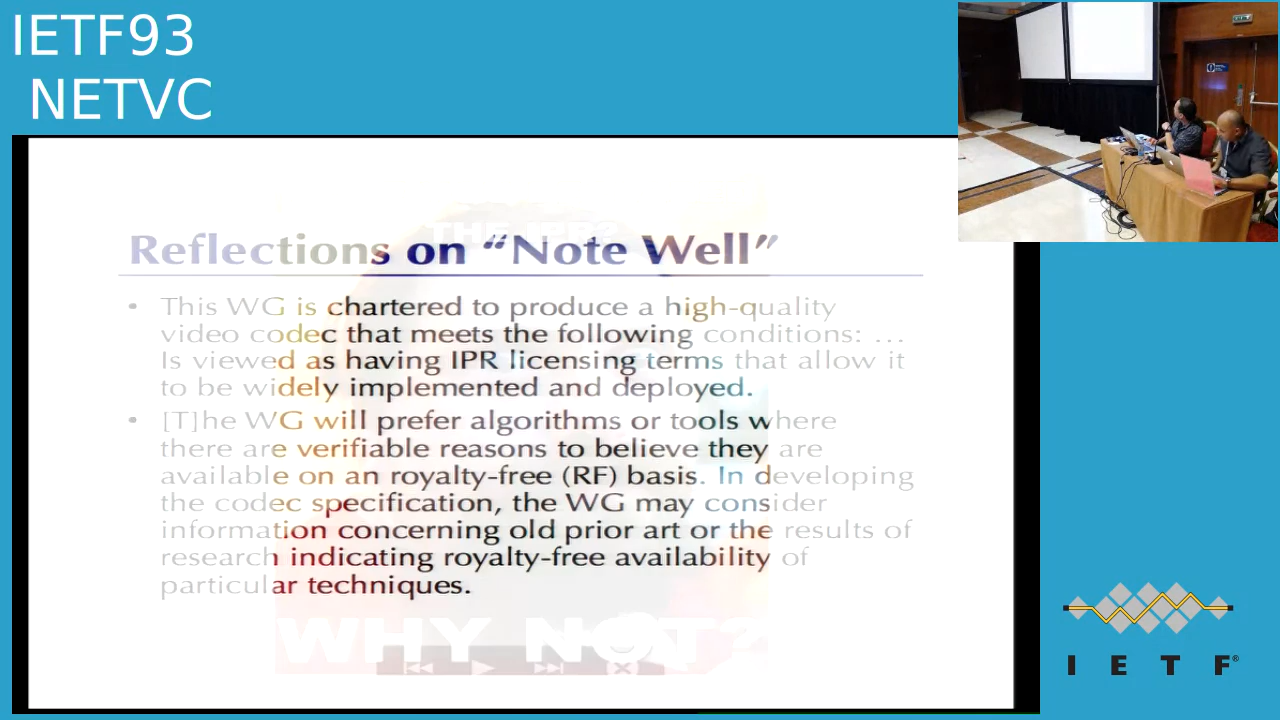 IETF93
NETVC
THE IPR?
Reflections on “Note Well”
• This WG is chartered to produce a high-quality
video codec that meets the following conditions: …
Is viewed as having IPR licensing terms that allow it
to be widely implemented and deployed.
• [T]he WG will prefer algorithms or tools where
there are verifiable reasons to believe they are
available on an royalty-free (RF) basis. In developing
the codec specification, the WG may consider
information concerning old prior art or the results of
research indicating royalty-free availability of
particular techniques.
WHY NOT?
I E T F®